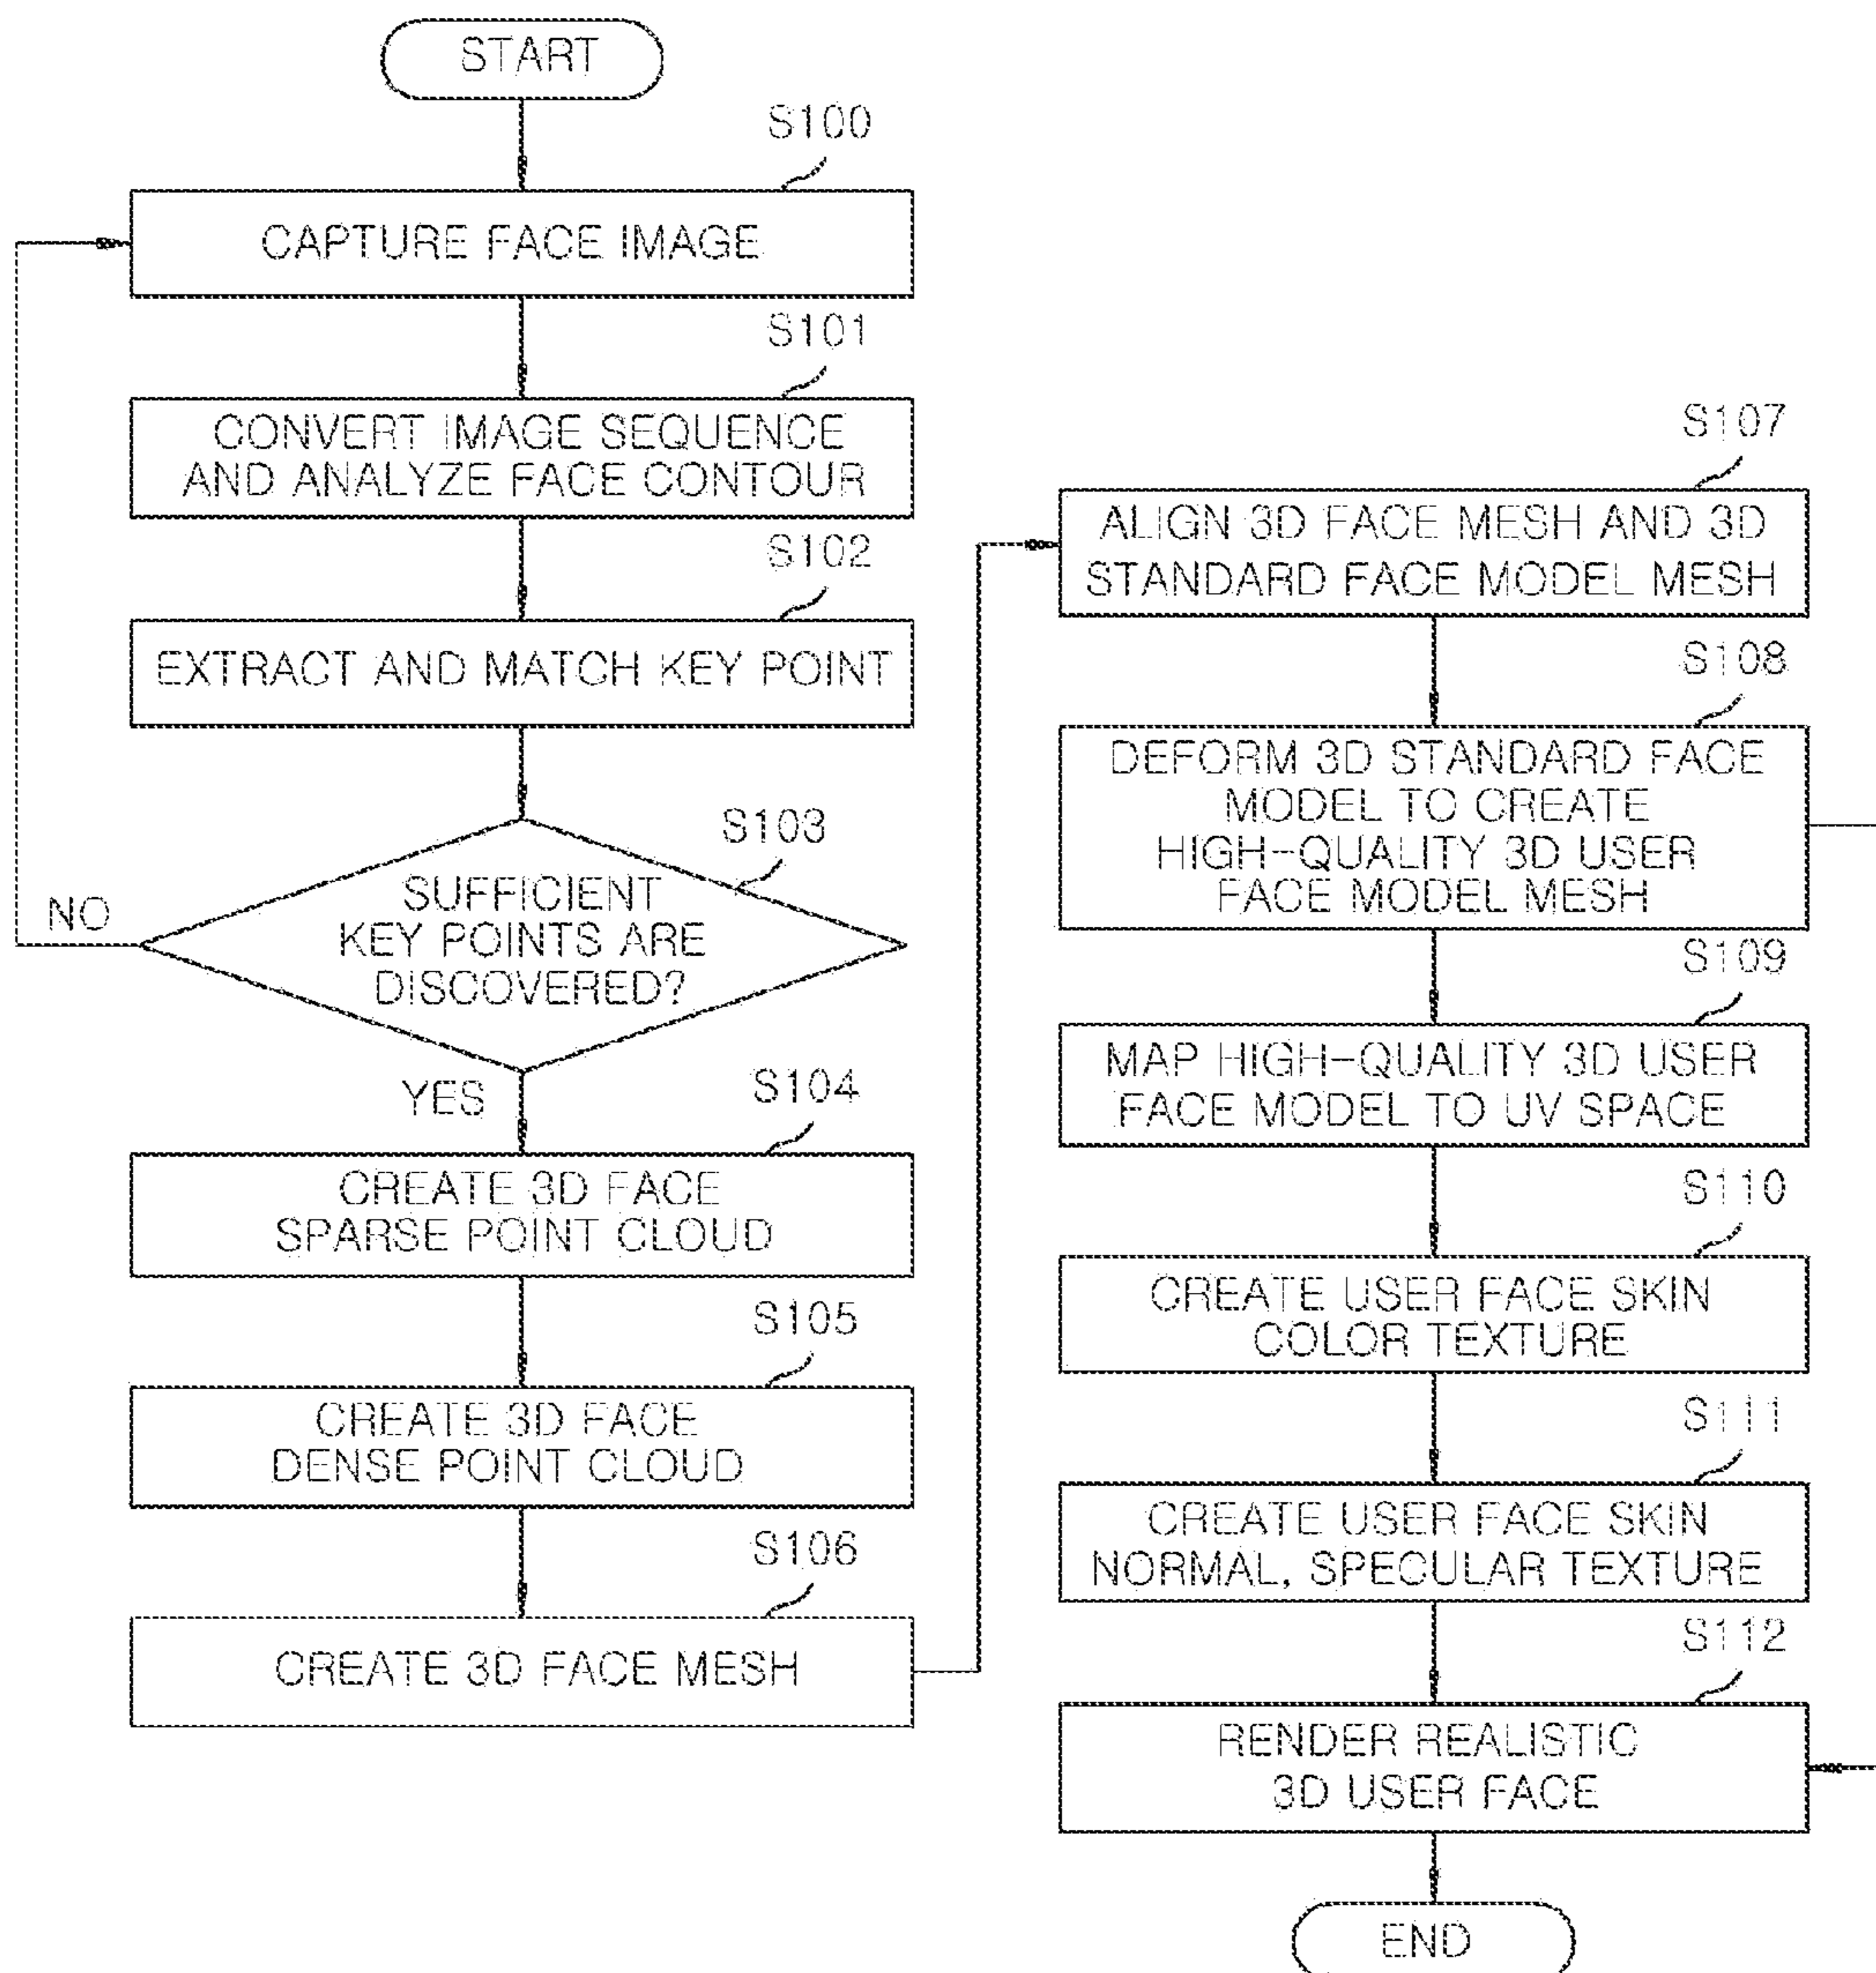 START
S100
CAPTURE FACE IMAGE
S101
CONVERT IMAGE SEQUENCE
AND ANALYZE FACE CONTOUR
S102
EXTRACT AND MATCH KEY POINT
S103
SUFFICIENT
KEY POINTS ARE
DISCOVERED?
NO
YES
S104
CREATE 3D FACE
SPARSE POINT CLOUD
S105
CREATE 3D FACE
DENSE POINT CLOUD
S106
CREATE 3D FACE MESH
S107
ALIGN 3D FACE MESH AND 3D
STANDARD FACE MODEL MESH
S108
DEFORM 3D STANDARD FACE
MODEL TO CREATE
HIGH-QUALITY 3D USER
FACE MODEL MESH
S109
MAP HIGH-QUALITY 3D USER
FACE MODEL TO UV SPACE
S110
CREATE USER FACE SKIN
COLOR TEXTURE
S111
CREATE USER FACE SKIN
NORMAL, SPECULAR TEXTURE
S112
RENDER REALISTIC
3D USER FACE
END